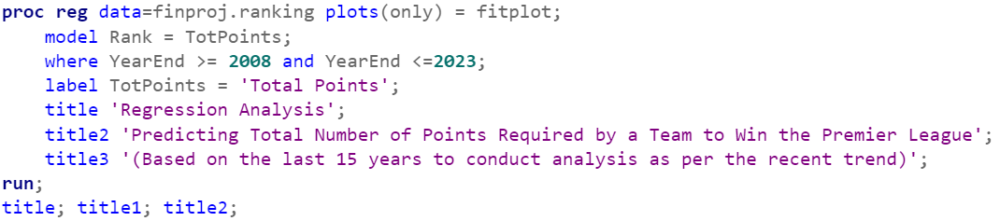 proc reg data=finproj.ranking plots(only) = fitplot;
    model Rank = TotPoints;
    where YearEnd >= 2008 and YearEnd <=2023;
    label TotPoints = 'Total Points';
    title 'Regression Analysis';
    title2 'Predicting Total Number of Points Required by a Team to Win the Premier League';
    title3 '(Based on the last 15 years to conduct analysis as per the recent trend)';
run;
title; title1; title2;